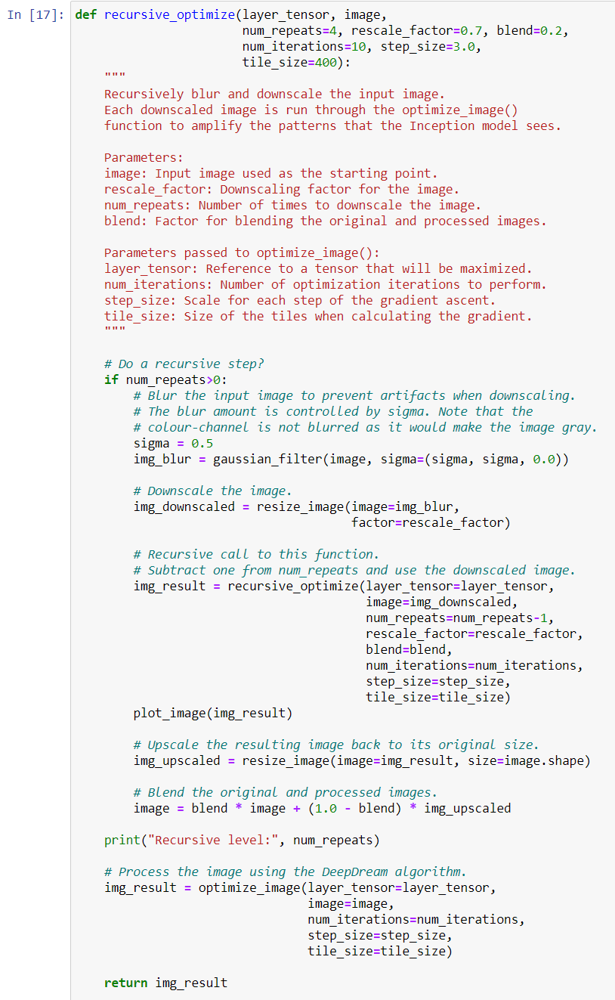 In [17]: def recursive_optimize(layer_tensor, image,
                       num_repeats=4, rescale_factor=0.7, blend=0.2,
                       num_iterations=10, step_size=3.0,
                       tile_size=400):
    """
    Recursively blur and downscale the input image.
    Each downscaled image is run through the optimize_image()
    function to amplify the patterns that the Inception model sees.

    Parameters:
    image: Input image used as the starting point.
    rescale_factor: Downscaling factor for the image.
    num_repeats: Number of times to downscale the image.
    blend: Factor for blending the original and processed images.

    Parameters passed to optimize_image():
    layer_tensor: Reference to a tensor that will be maximized.
    num_iterations: Number of optimization iterations to perform.
    step_size: Scale for each step of the gradient ascent.
    tile_size: Size of the tiles when calculating the gradient.
    """

    # Do a recursive step?
    if num_repeats>0:
        # Blur the input image to prevent artifacts when downscaling.
        # The blur amount is controlled by sigma. Note that the
        # colour-channel is not blurred as it would make the image gray.
        sigma = 0.5
        img_blur = gaussian_filter(image, sigma=(sigma, sigma, 0.0))

        # Downscale the image.
        img_downscaled = resize_image(image=img_blur,
                                      factor=rescale_factor)

        # Recursive call to this function.
        # Subtract one from num_repeats and use the downscaled image.
        img_result = recursive_optimize(layer_tensor=layer_tensor,
                                        image=img_downscaled,
                                        num_repeats=num_repeats-1,
                                        rescale_factor=rescale_factor,
                                        blend=blend,
                                        num_iterations=num_iterations,
                                        step_size=step_size,
                                        tile_size=tile_size)
        plot_image(img_result)

        # Upscale the resulting image back to its original size.
        img_upscaled = resize_image(image=img_result, size=image.shape)

        # Blend the original and processed images.
        image = blend * image + (1.0 - blend) * img_upscaled

    print("Recursive level:", num_repeats)

    # Process the image using the DeepDream algorithm.
    img_result = optimize_image(layer_tensor=layer_tensor,
                                image=image,
                                num_iterations=num_iterations,
                                step_size=step_size,
                                tile_size=tile_size)

    return img_result